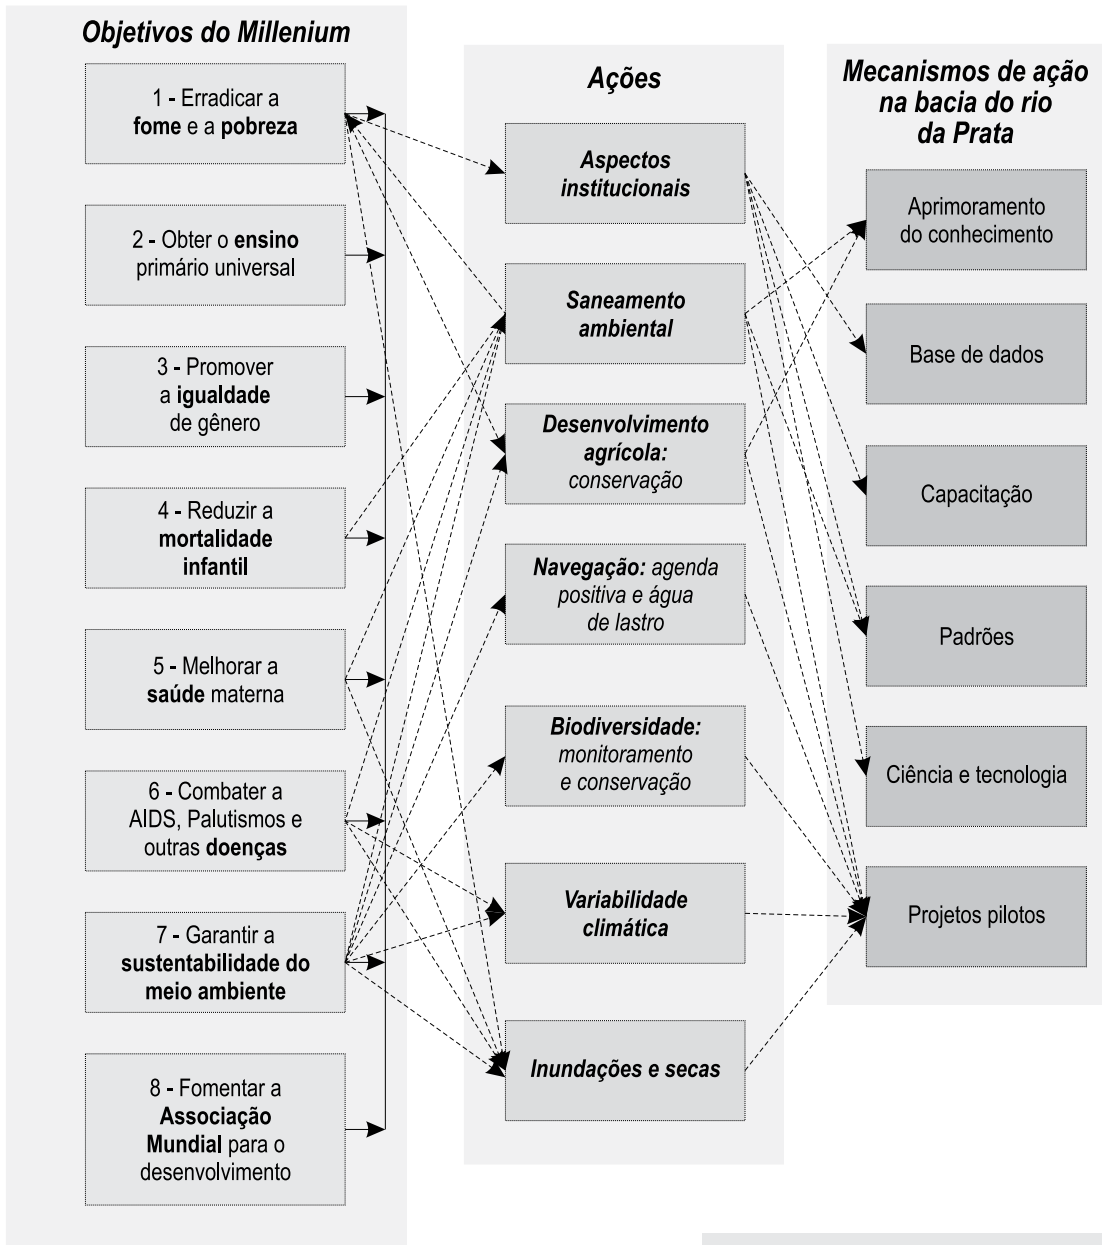 Objetivos do Millenium
1 - Erradicar a
fome e a pobreza
2 - Obter o ensino
primário universal
3 - Promover
a igualdade
de gênero
4 - Reduzir a
mortalidade
infantil
5 - Melhorar a
saúde materna
6 - Combater a
AIDS, Palutismos e
outras doenças
7 - Garantir a
sustentabilidade do
meio ambiente
8 - Fomentar a
Associação
Mundial para o
desenvolvimento
Ações
Aspectos
institucionais
Saneamento
ambiental
Desenvolvimento
agrícola:
conservação
Navegação: agenda
positiva e água
de lastro
Biodiversidade:
monitoramento
e conservação
Variabilidade
climática
Inundações e secas
Mecanismos de ação
na bacia do rio
da Prata
Aprimoramento
do conhecimento
Base de dados
Capacitação
Padrões
Ciência e tecnologia
Projetos pilotos